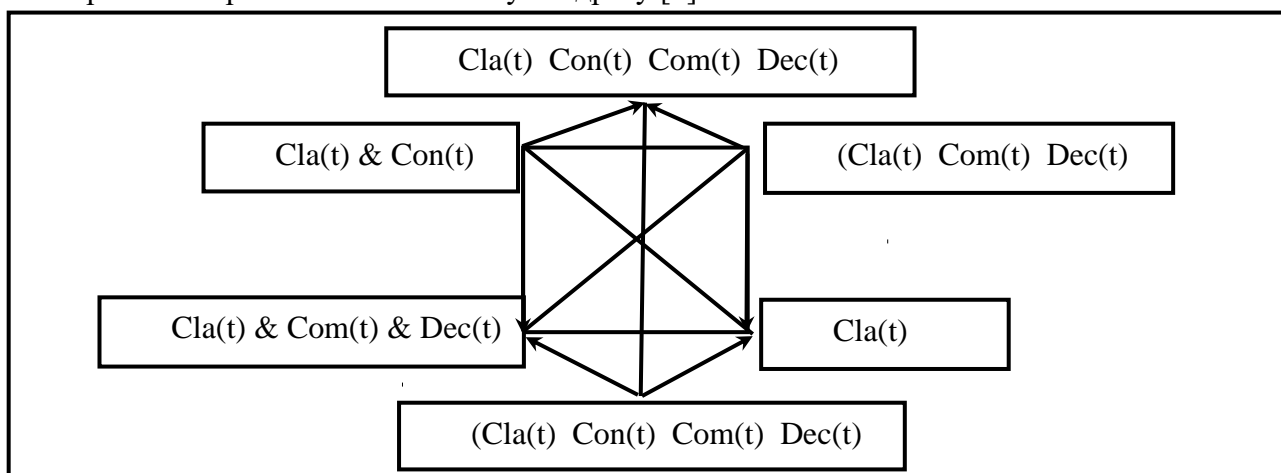 Cla(t) Con(t) Com(t) Dec(t)
Cla(t) & Con(t)
(Cla(t) Com(t) Dec(t)
Cla(t) & Com(t) & Dec(t)
Cla(t)
(Cla(t) Con(t) Com(t) Dec(t)